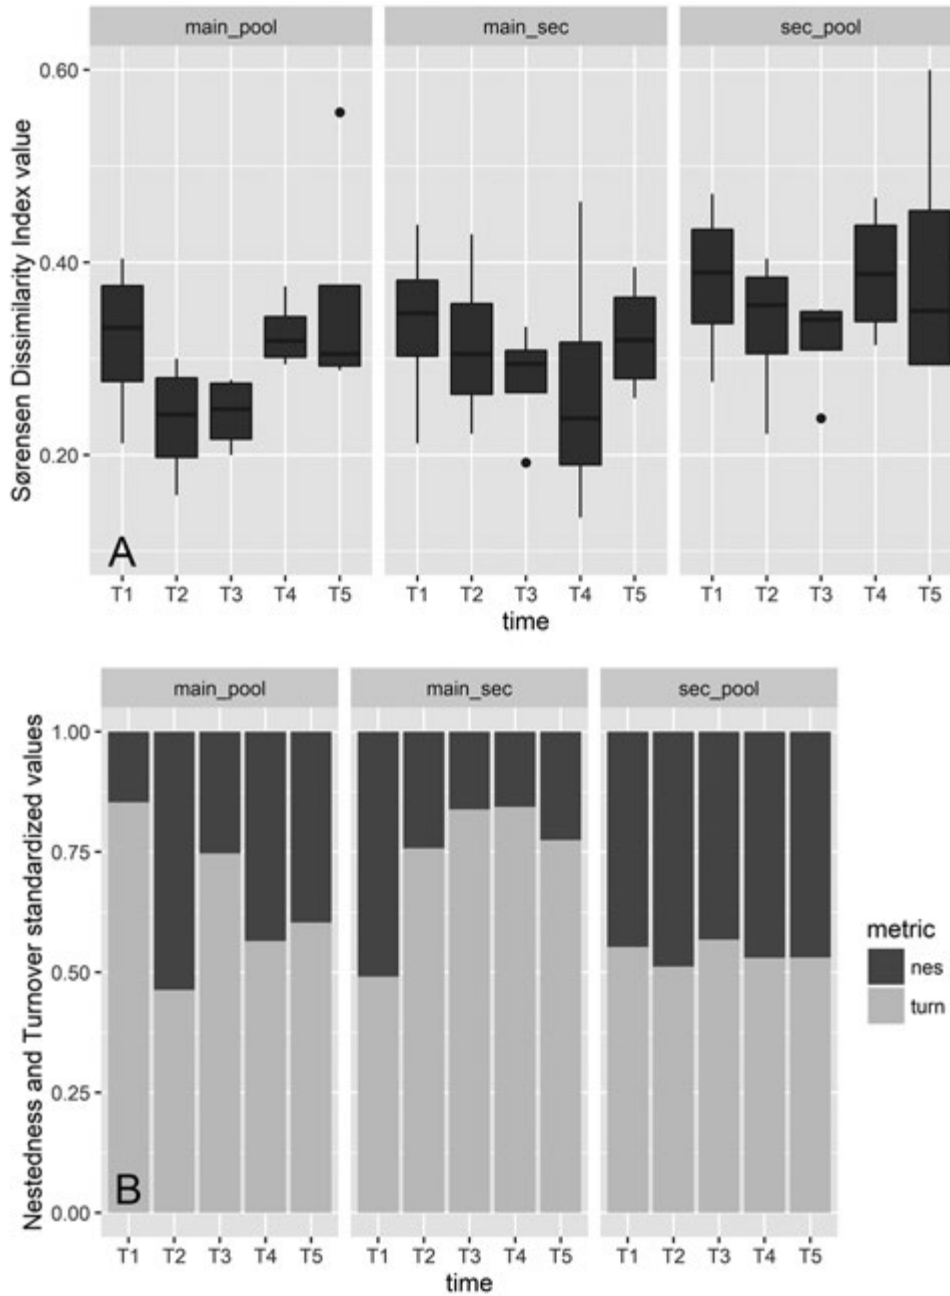 main_pool main_sec sec_pool
Sørensen Dissimilarity Index value
0.60
0.40
0.20
A
T1 T2 T3 T4 T5 T1 T2 T3 T4 T5 T1 T2 T3 T4 T5
time
main_pool main_sec sec_pool
Nestedness and Turnover standardized values
1.00
0.75
0.50
0.25
0.00
B
T1 T2 T3 T4 T5 T1 T2 T3 T4 T5 T1 T2 T3 T4 T5
time
metric
nes
turn